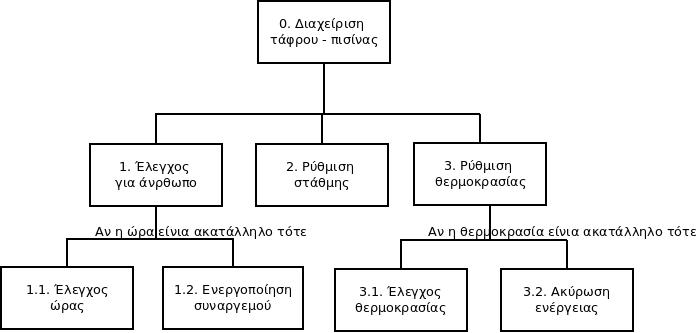 0. Διαχείριση
τάφρου - πισίνας
1. Έλεγχος
για άνρθωπο
2. Ρύθμιση
στάθμης
3. Ρύθμιση
θερμοκρασίας
Αν η ώρα είνια ακατάλληλο τότε
Αν η θερμοκρασία είνια ακατάλληλο τότε
1.1. Έλεγχος
ώρας
1.2. Ενεργοποίηση
συναργεμού
3.1. Έλεγχος
θερμοκρασίας
3.2. Ακύρωση
ενέργειας